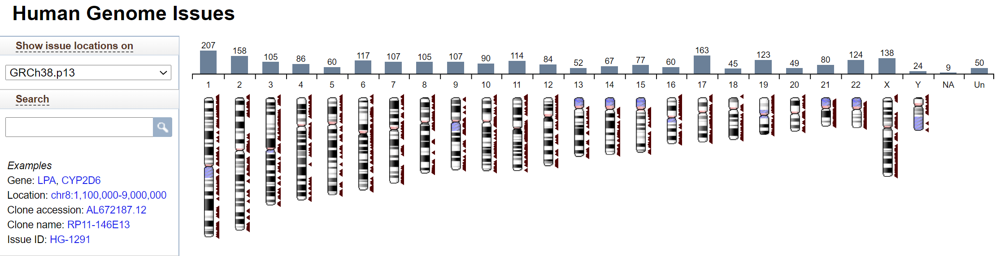 Human Genome Issues
Show issue locations on
GRCh38.p13
Search
Examples
Gene: LPA, CYP2D6
Location: chr8:1,100,000-9,000,000
Clone accession: AL672187.12
Clone name: RP11-146E13
Issue ID: HG-1291
207 158 105 86 60 117 107 105 107 90 114 84 52 67 77 60 163 45 123 49 80 124 138 24 9 50
1 2 3 4 5 6 7 8 9 10 11 12 13 14 15 16 17 18 19 20 21 22 X Y NA Un